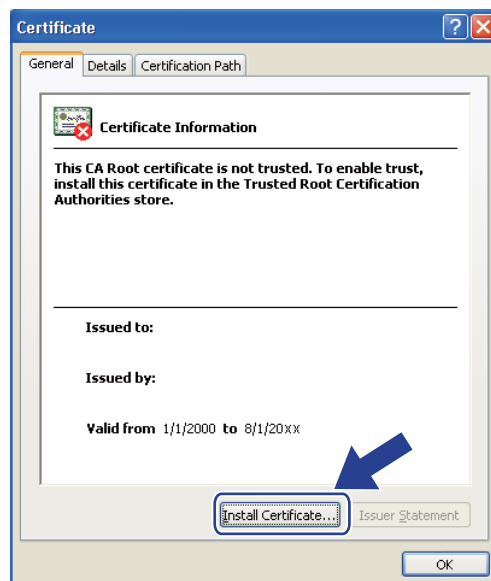 Certificate
General Details Certification Path
Certificate Information
This CA Root certificate is not trusted. To enable trust,
install this certificate in the Trusted Root Certification
Authorities store.
Issued to:
Issued by:
Valid from 1/1/2000 to 8/1/20xx
Install Certificate... Issuer Statement
OK